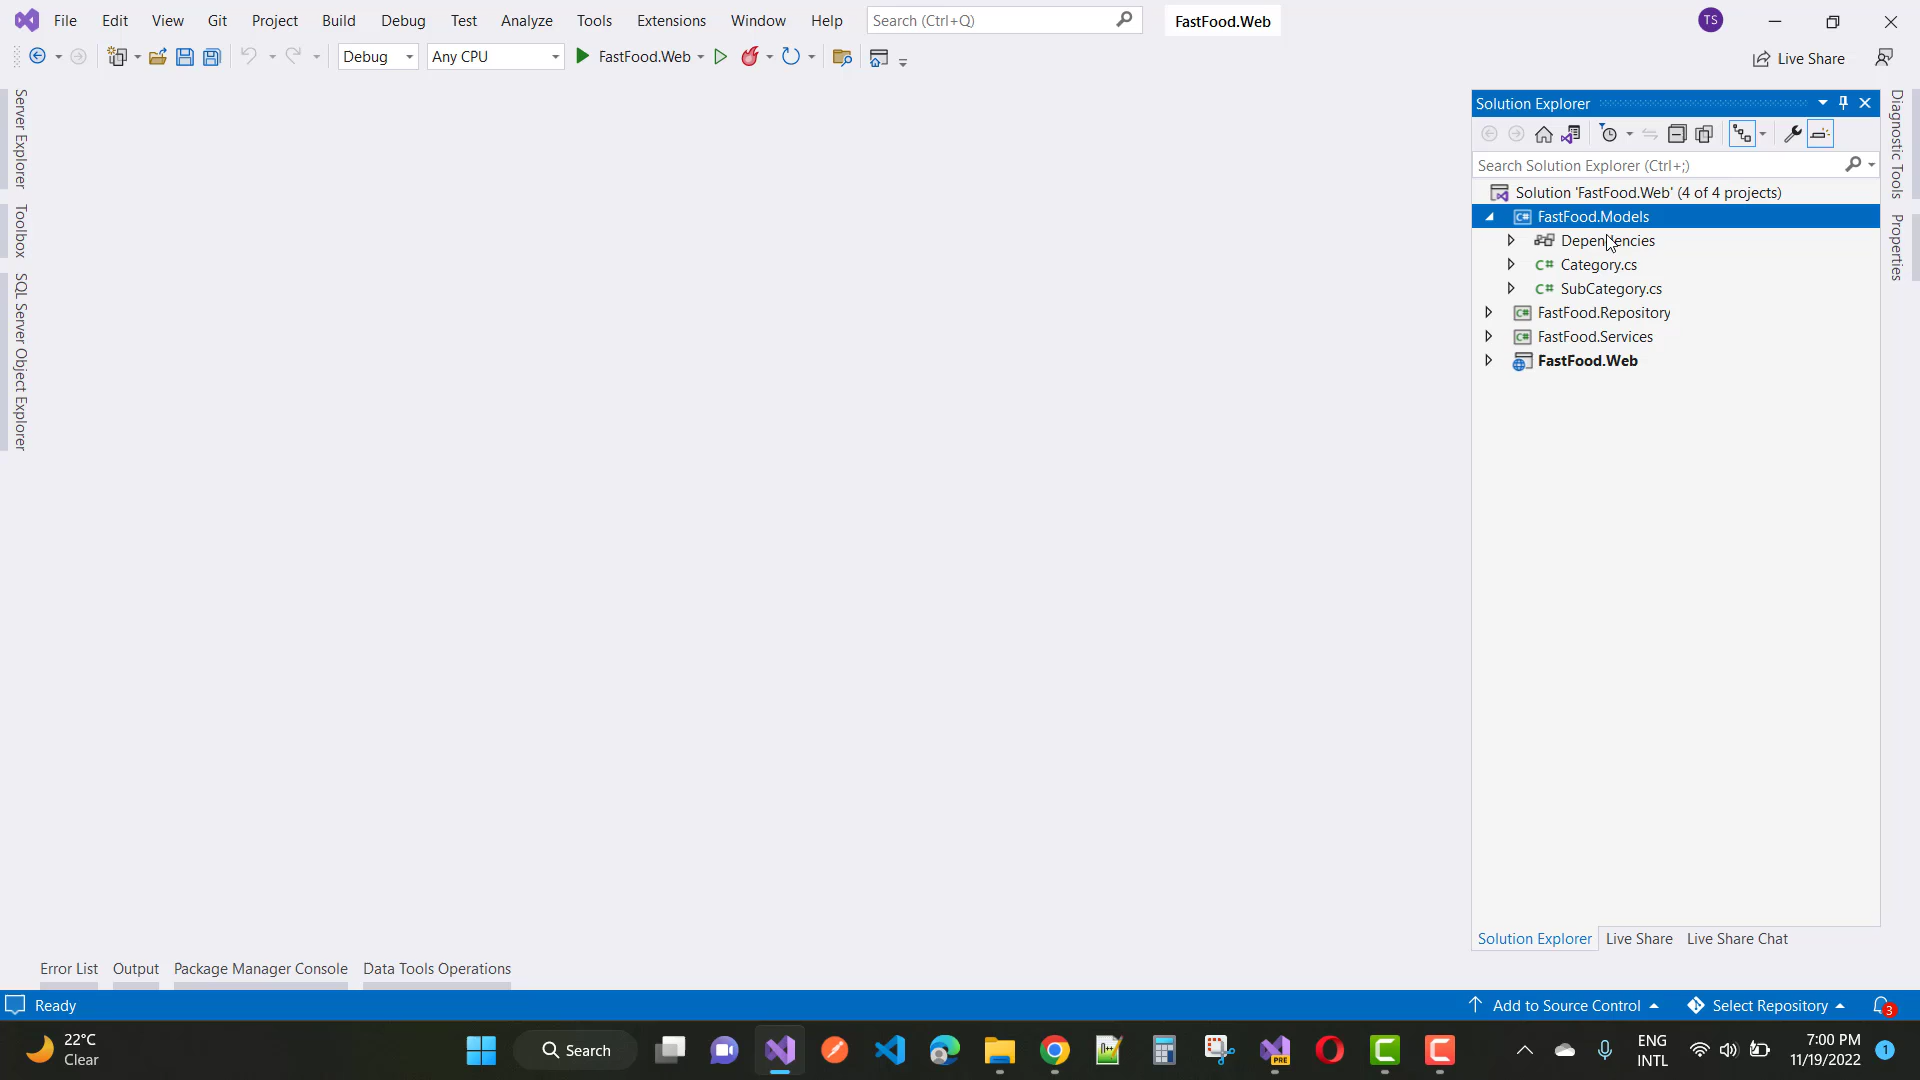 File Edit View Git Project Build Debug Test Analyze Tools Extensions Window Help Search (Ctrl+Q) FastFood.Web TS
Debug Any CPU FastFood.Web Live Share
Server Explorer
Toolbox
SQL Server Object Explorer
Solution Explorer
Search Solution Explorer (Ctrl+;)
Solution 'FastFood.Web' (4 of 4 projects)
C# FastFood.Models
Dependencies
C# Category.cs
C# SubCategory.cs
C# FastFood.Repository
C# FastFood.Services
FastFood.Web
Diagnostic Tools
Properties
Solution Explorer Live Share Live Share Chat
Error List Output Package Manager Console Data Tools Operations
Ready Add to Source Control Select Repository 3
22°C
Clear
Search
PRE
ENG
INTL
7:00 PM
11/19/2022
1